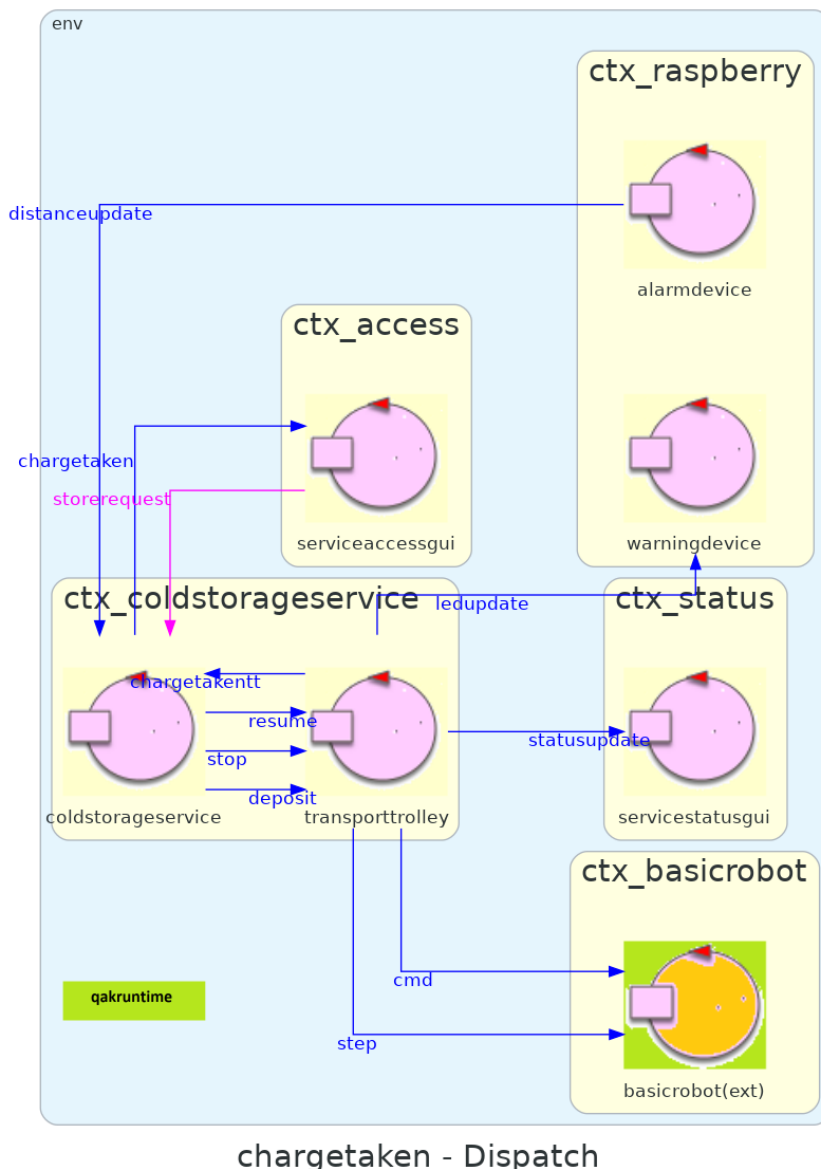 env
ctx_raspberry
distanceupdate
alarmdevice
ctx_access
chargetaken
storerequest
serviceaccessgui
warningdevice
ctx_coldstorageservice
ledupdate
ctx_status
chargetakentt
resume
statusupdate
stop
deposit
coldstorageservice
transporttrolley
servicestatusgui
ctx_basicrobot
cmd
qakruntime
step
basicrobot(ext)
chargetaken - Dispatch